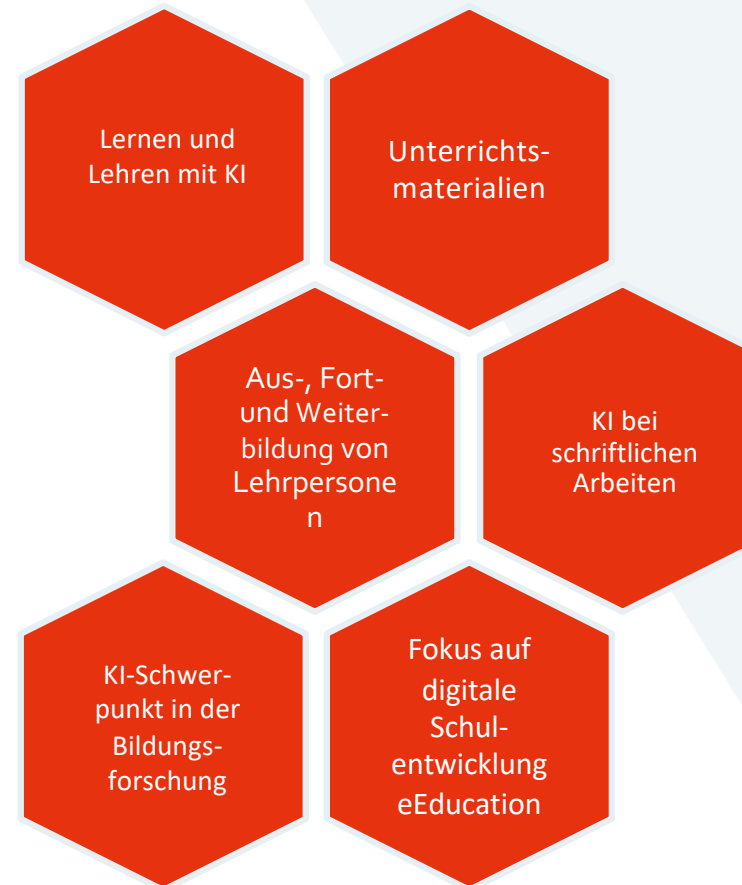 Lernen und
Lehren mit KI
Unterrichts-
materialien
Aus-, Fort-
und Weiter-
bildung von
Lehrpersone
n
KI bei
schriftlichen
Arbeiten
KI-Schwer-
punkt in der
Bildungs-
forschung
Fokus auf
digitale
Schul-
entwicklung
eEducation